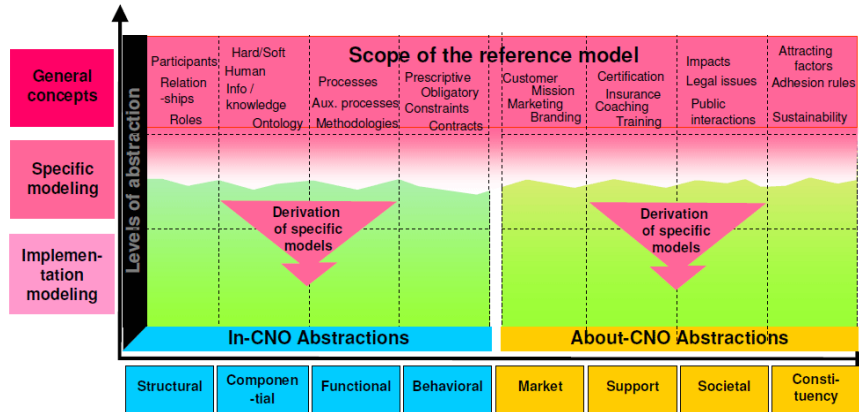 Scope of the reference model
General
concepts
Specific
modeling
Implemen-
tation
modeling
Levels of abstraction
Participants
Relation
-ships
Roles
Hard/Soft
Human
Info /
knowledge
Ontology
Processes
Aux. processes
Methodologies
Prescriptive
Obligatory
Constraints
Contracts
Customer
Mission
Marketing
Branding
Certification
Insurance
Coaching
Training
Impacts
Legal issues
Public
interactions
Attracting
factors
Adhesion rules
Sustainability
Derivation
of specific
models
Derivation
of specific
models
In-CNO Abstractions
About-CNO Abstractions
Structural
Componen
-tial
Functional
Behavioral
Market
Support
Societal
Consti-
tuency